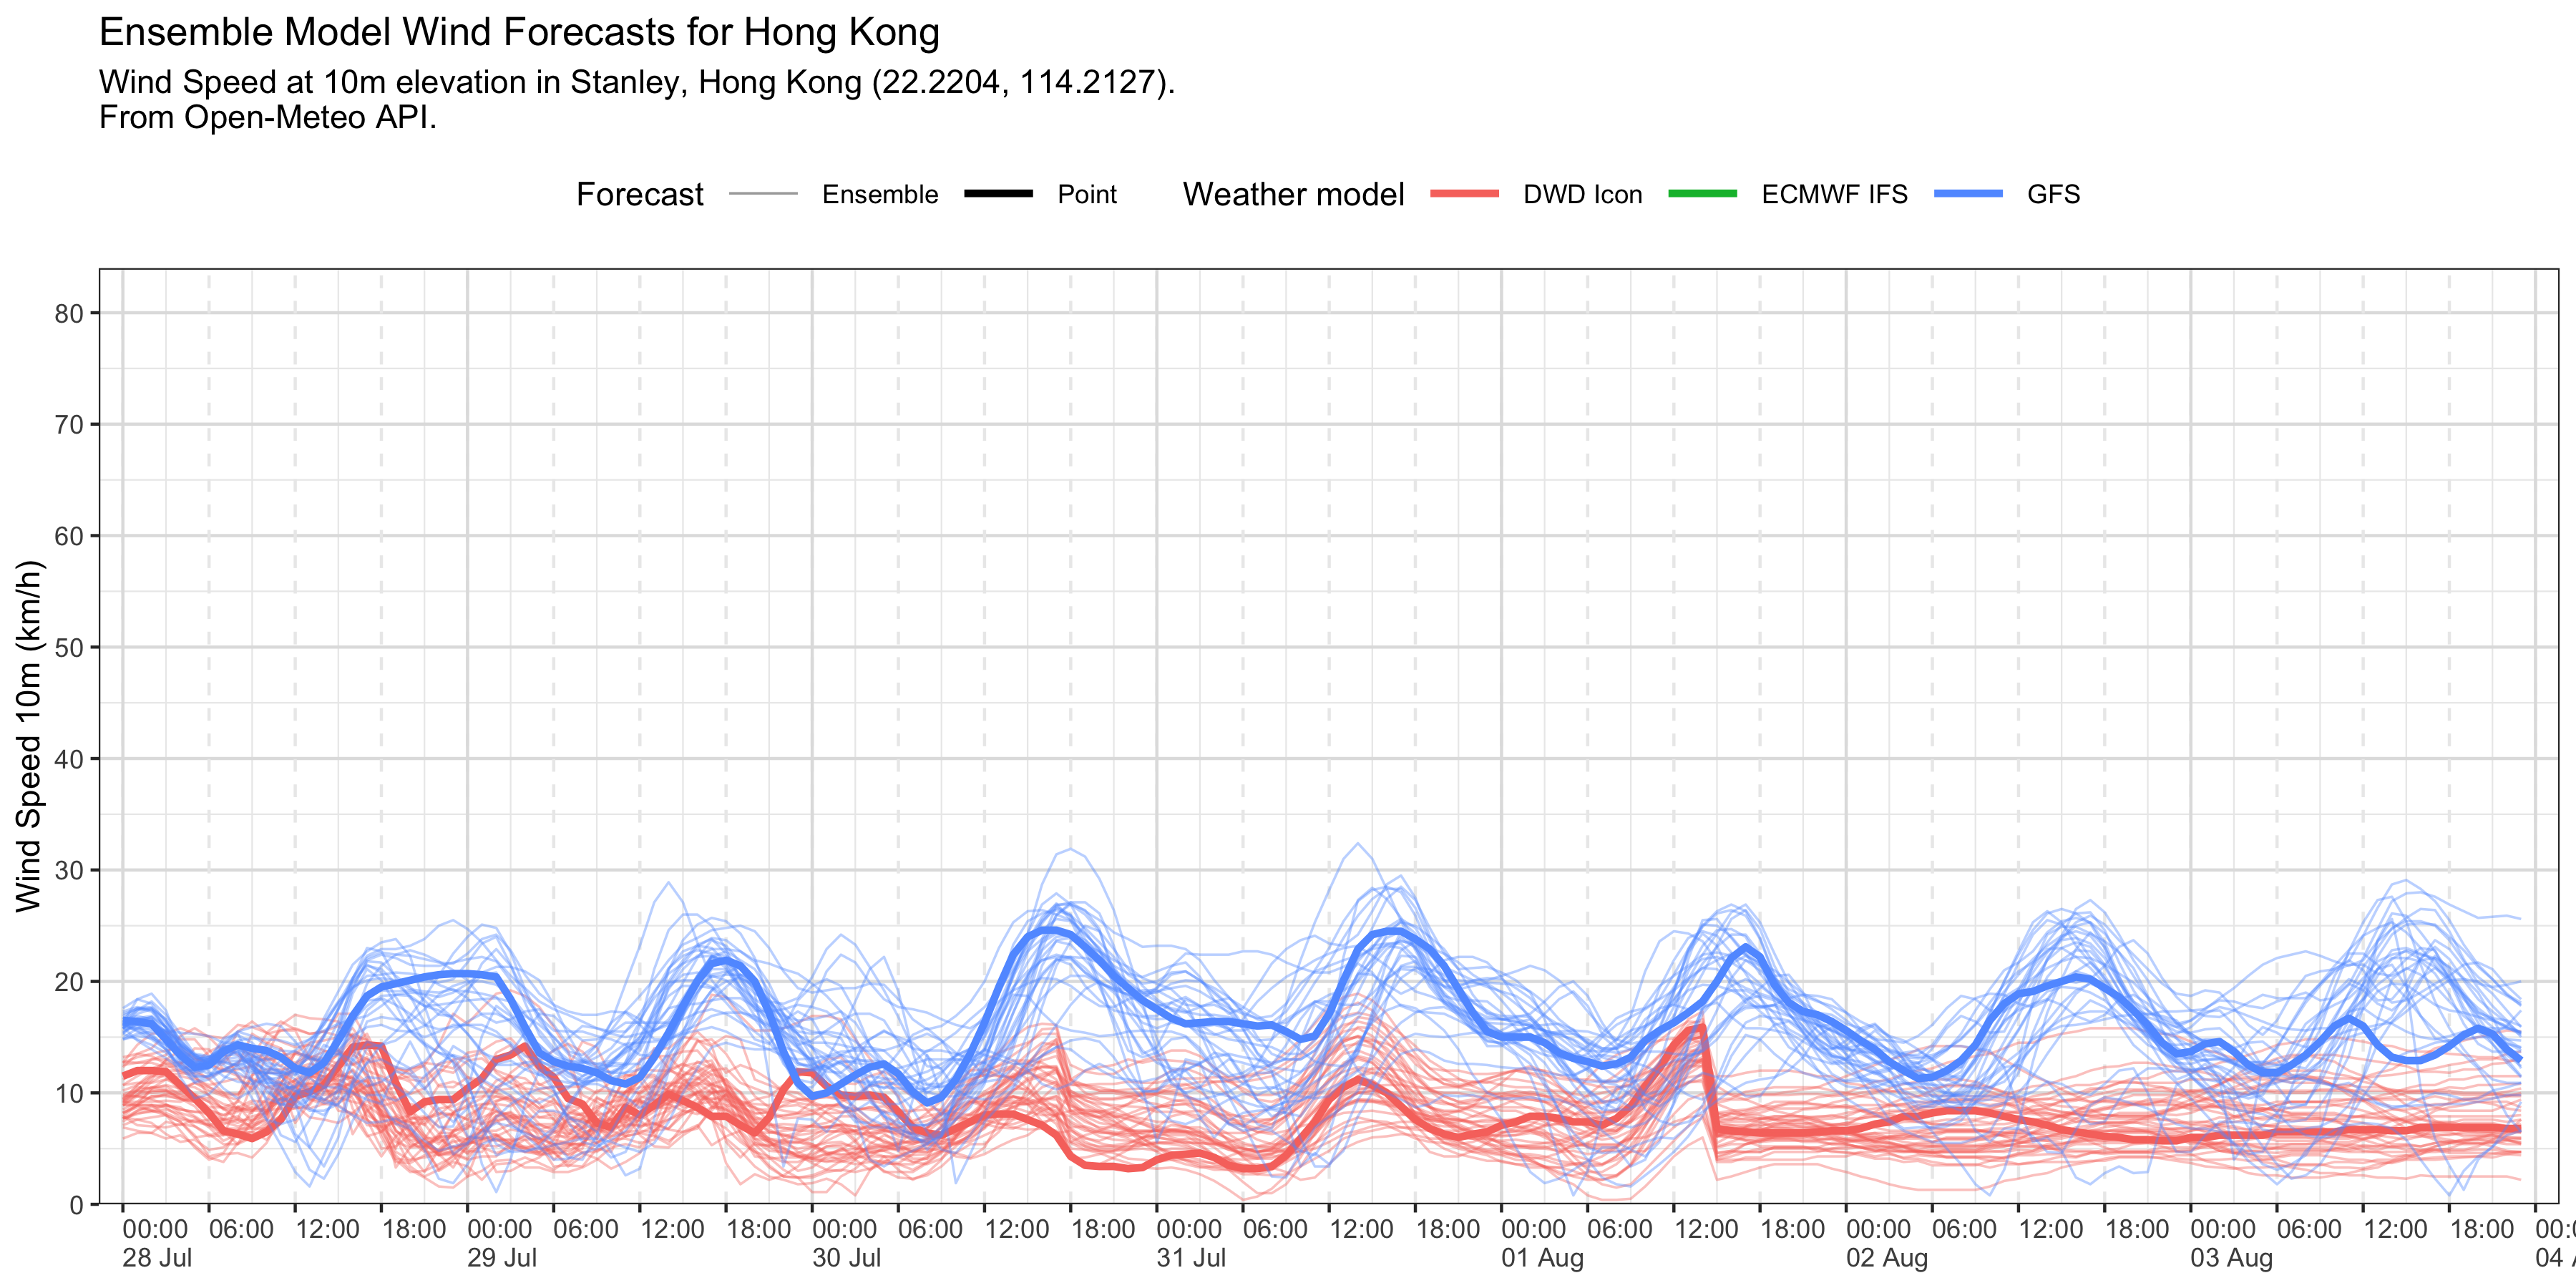 Ensemble Model Wind Forecasts for Hong Kong
Wind Speed at 10m elevation in Stanley, Hong Kong (22.2204, 114.2127).
From Open-Meteo API.
Forecast Ensemble Point Weather model DWD Icon ECMWF IFS GFS
Wind Speed 10m (km/h)
80
70
60
50
40
30
20
10
0
00:00 06:00 12:00 18:00 00:00 06:00 12:00 18:00 00:00 06:00 12:00 18:00 00:00 06:00 12:00 18:00 00:00 06:00 12:00 18:00 00:00 06:00 12:00 18:00 00:00 06:00 12:00 18:00 00:0
28 Jul 29 Jul 30 Jul 31 Jul 01 Aug 02 Aug 03 Aug 04 A